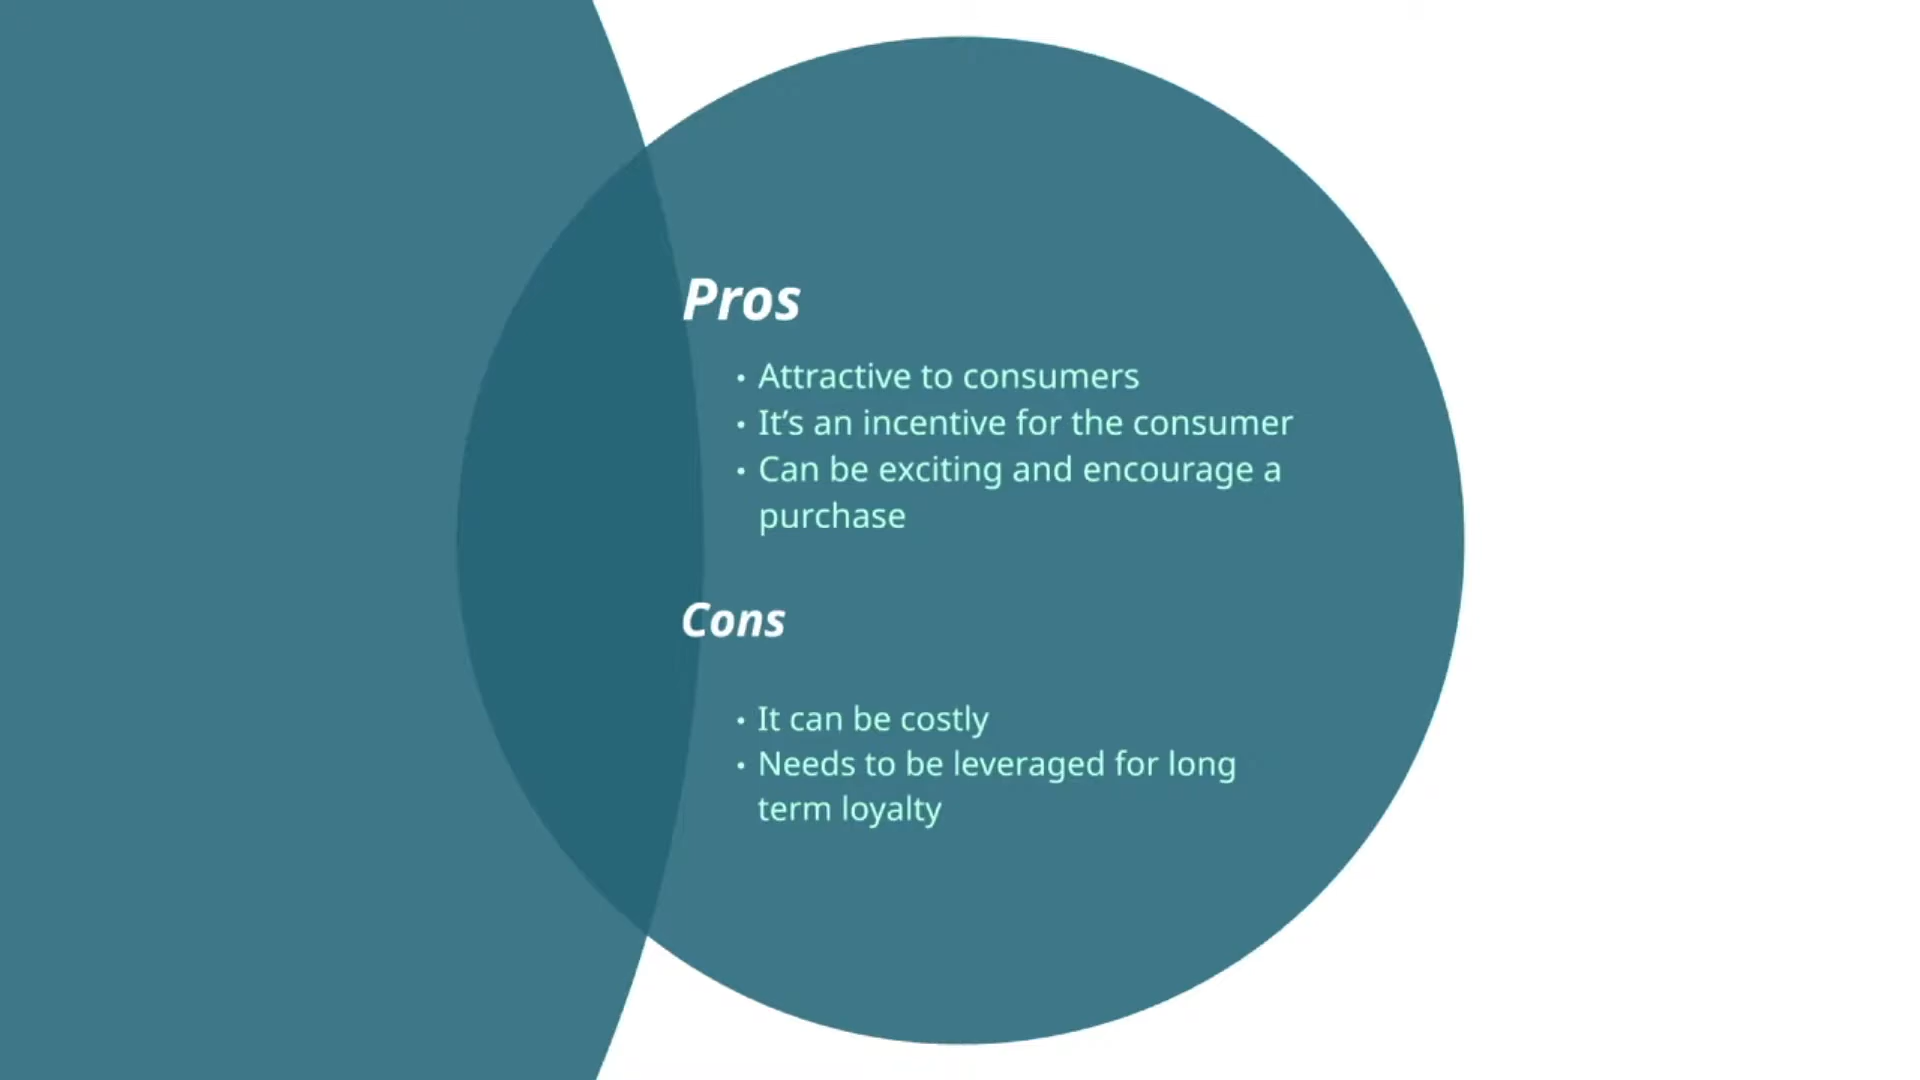 Pros
• Attractive to consumers
• It’s an incentive for the consumer
• Can be exciting and encourage a
purchase
Cons
• It can be costly
• Needs to be leveraged for long
term loyalty